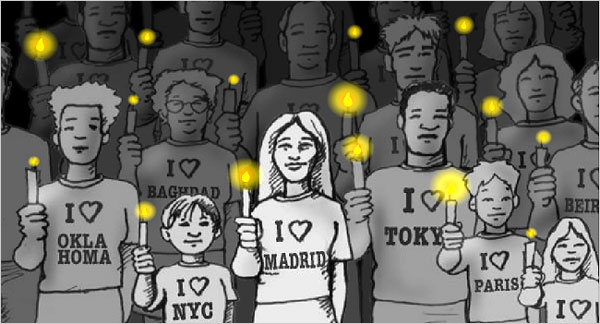 I ♡
BAGHDAD
I ♡
OKLA
HOMA
I ♡
NYC
I ♡
MADRID
I ♡
TOKY
I ♡
PARIS
I ♡
BEIR
I ♡
I ♡
I ♡
I ♡
I